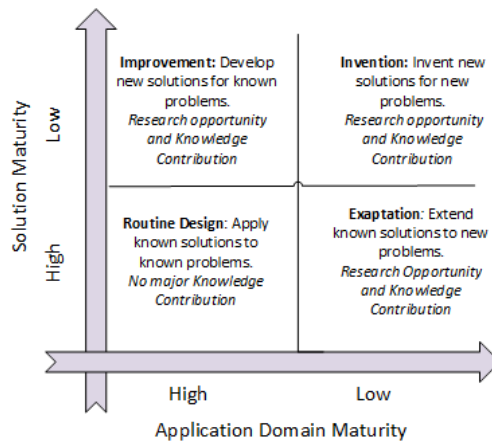 Improvement: Develop
new solutions for known
problems.
Research opportunity
and Knowledge
Contribution
Invention: Invent new
solutions for new
problems.
Research opportunity
and Knowledge
Contribution
Routine Design: Apply
known solutions to
known problems.
No major Knowledge
Contribution
Exaptation: Extend
known solutions to new
problems.
Research Opportunity
and Knowledge
Contribution
Solution Maturity
Low
High
High
Low
Application Domain Maturity